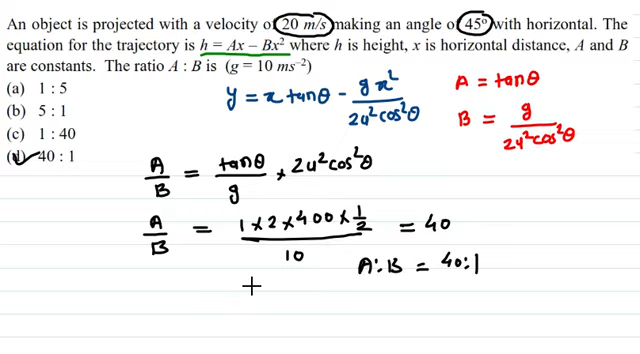 An object is projected with a velocity of 20 m/s making an angle of 45° with horizontal. The
equation for the trajectory is h = Ax – Bx² where h is height, x is horizontal distance, A and B
are constants. The ratio A : B is (g = 10 ms⁻²)
(a) 1 : 5
(b) 5 : 1
(c) 1 : 40
(d) 40 : 1
y = x tanθ - gx²/2u²cos²θ
A = tanθ
B = g/2u²cos²θ
A/B = tanθ/g × 2u²cos²θ
A/B = 1×2×400×1/2 / 10 = 40
A:B = 40:1